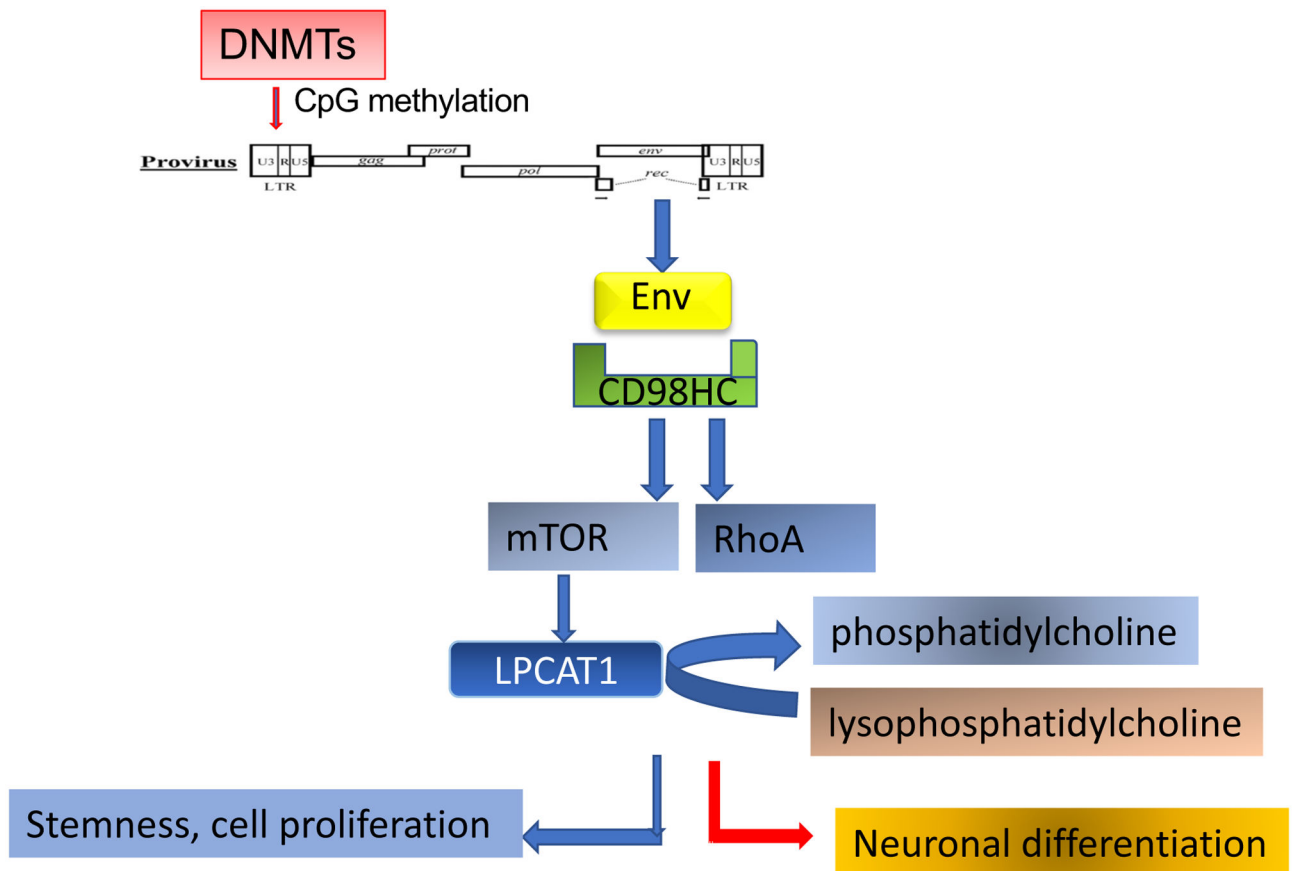 DNMTs
CpG methylation
Provirus
U3 R U5
gag
prot
pol
env
rec
U3 R U5
LTR
LTR
Env
CD98HC
mTOR
RhoA
LPCAT1
phosphatidylcholine
lysophosphatidylcholine
Stemness, cell proliferation
Neuronal differentiation